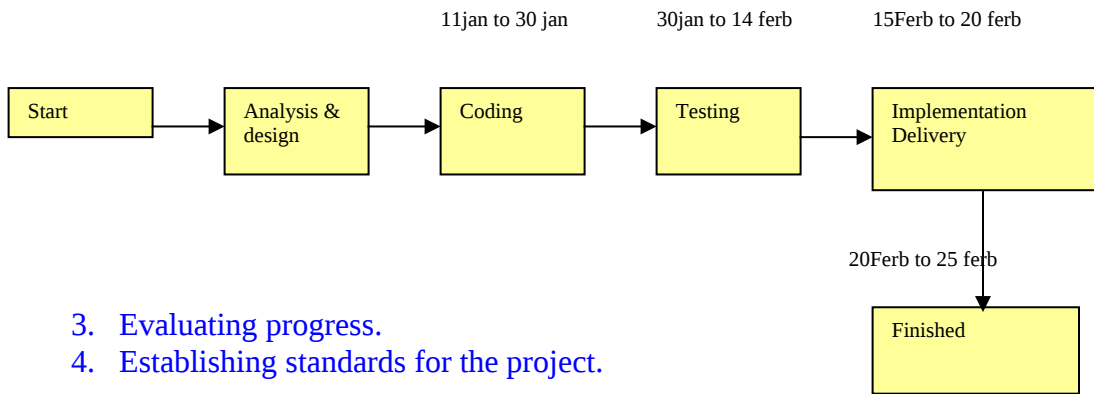 11jan to 30 jan
30jan to 14 ferb
15Ferb to 20 ferb
Start
Analysis &
design
Coding
Testing
Implementation
Delivery
20Ferb to 25 ferb
Finished
3. Evaluating progress.
4. Establishing standards for the project.